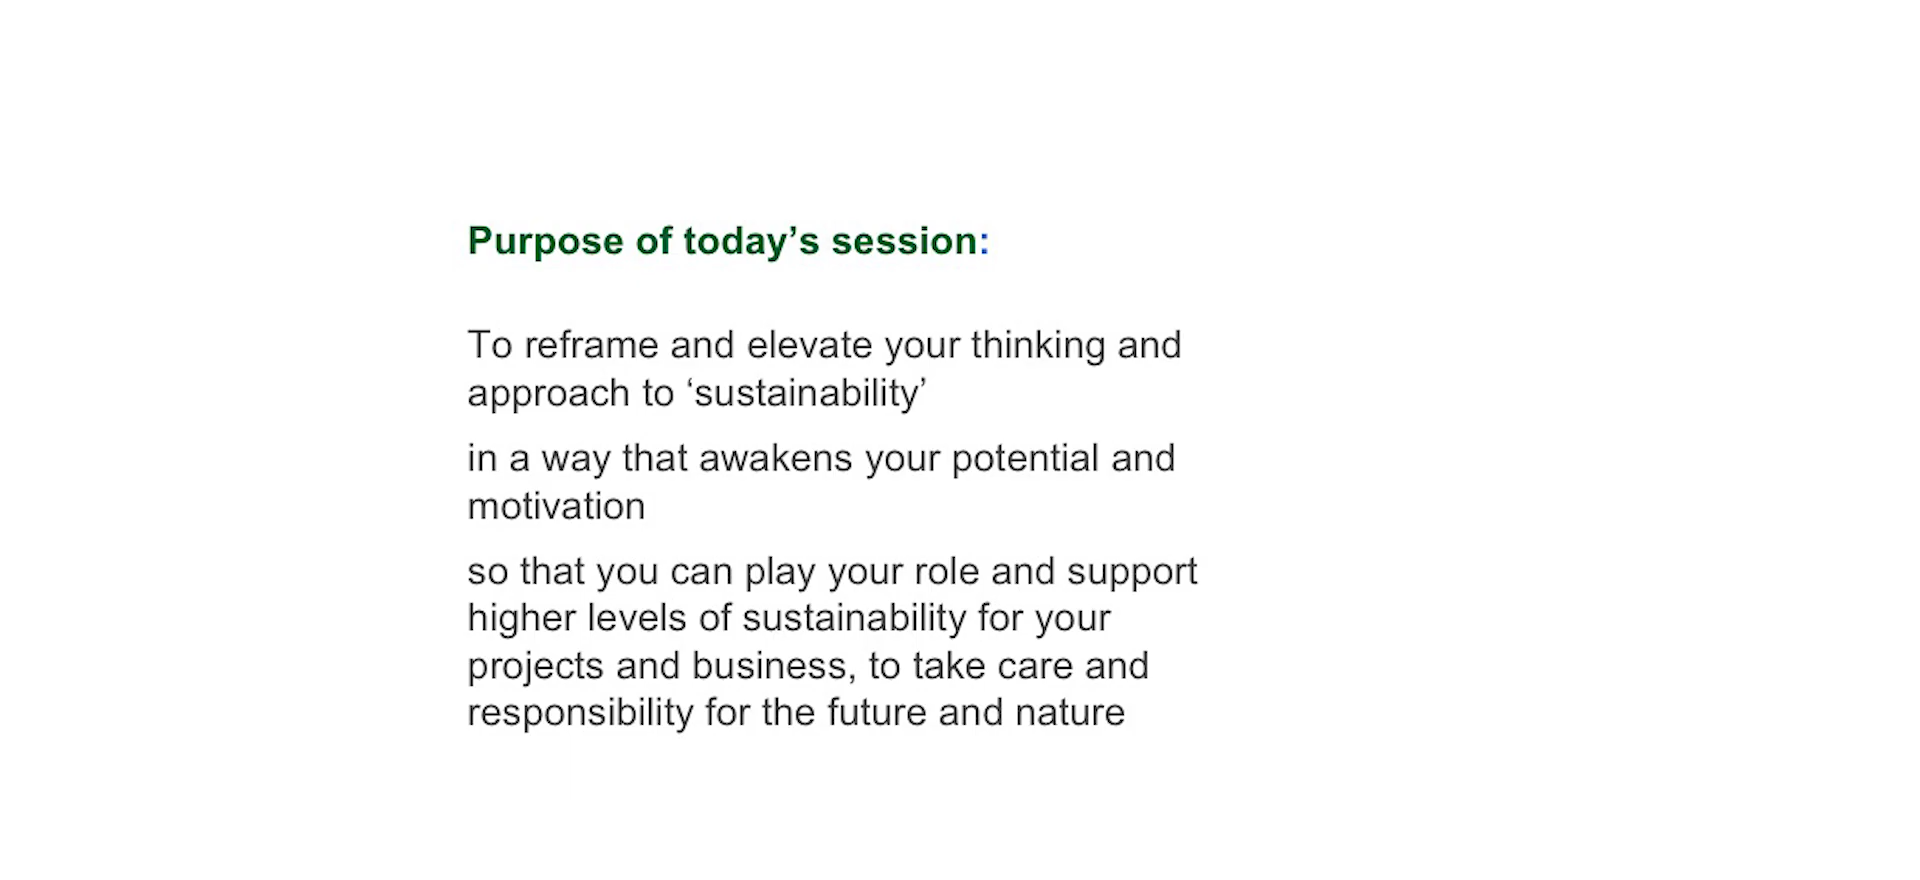 Purpose of today’s session:
To reframe and elevate your thinking and
approach to ‘sustainability’
in a way that awakens your potential and
motivation
so that you can play your role and support
higher levels of sustainability for your
projects and business, to take care and
responsibility for the future and nature